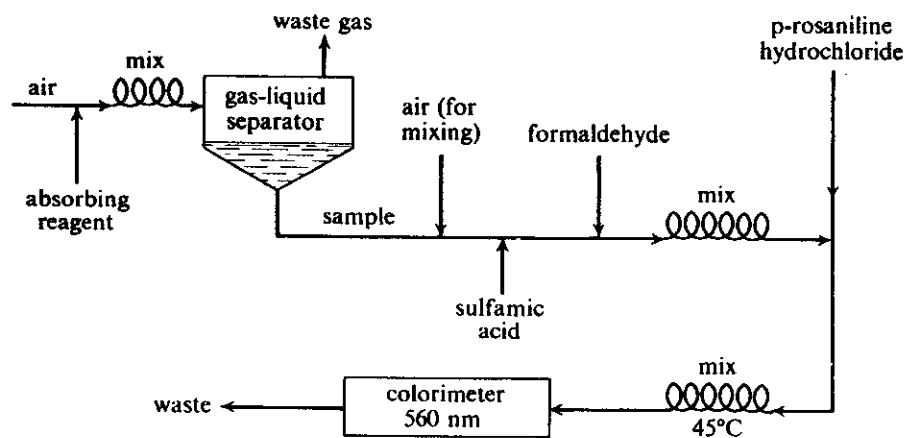 waste gas
p-rosaniline
hydrochloride
mix
air
gas-liquid
separator
air (for
mixing)
formaldehyde
absorbing
reagent
sample
mix
sulfamic
acid
waste
colorimeter
560 nm
mix
45°C